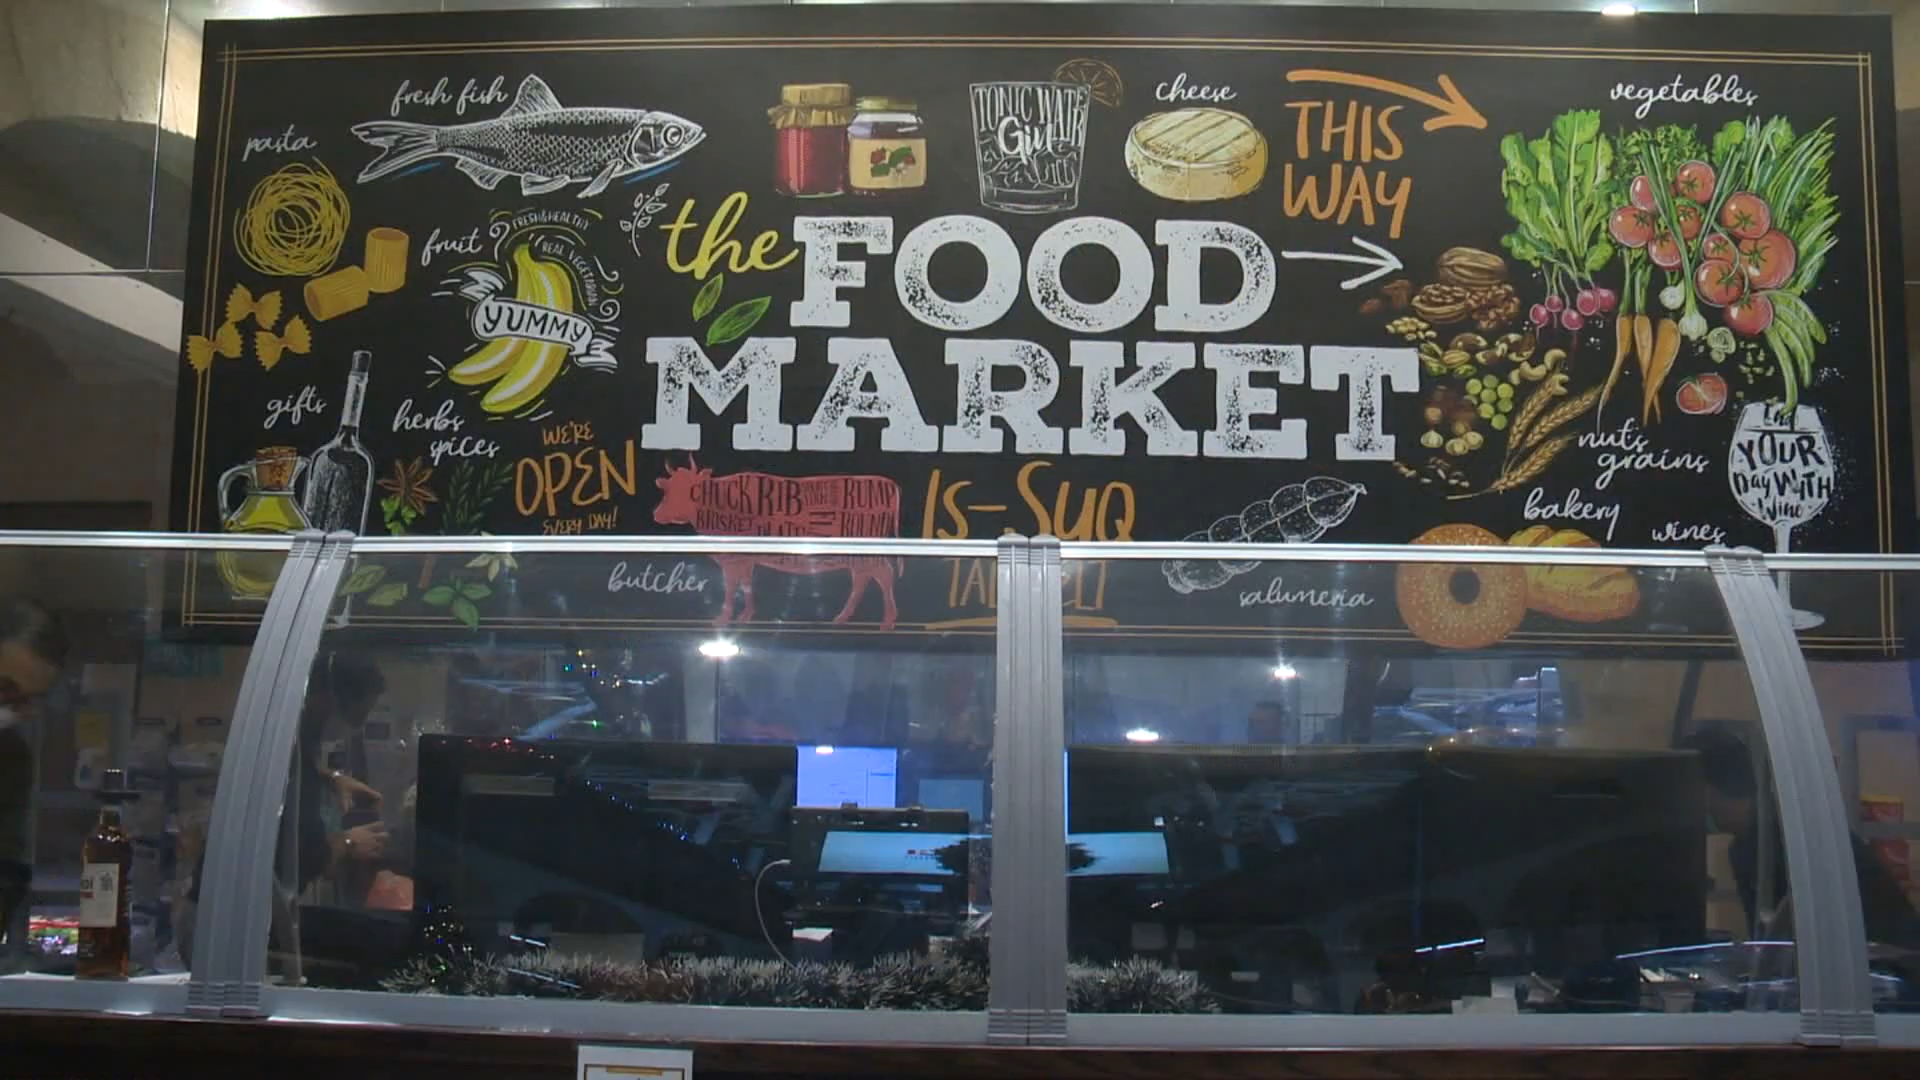 fresh fish
pasta
TONIC WATER
Gin
cheese
THIS
WAY
vegetables
FRESH & HEALTHY
REAL VEGETARIAN
fruit
YUMMY
the FOOD
MARKET
gifts
herbs
spices
WE'RE
OPEN
EVERY DAY!
CHUCK RIB RUMP
BRISKET PLATE ROUND
butcher
Is-Suq
salumeria
nuts
grains
bakery
wines
End
YOUR
Day WITH
Wine